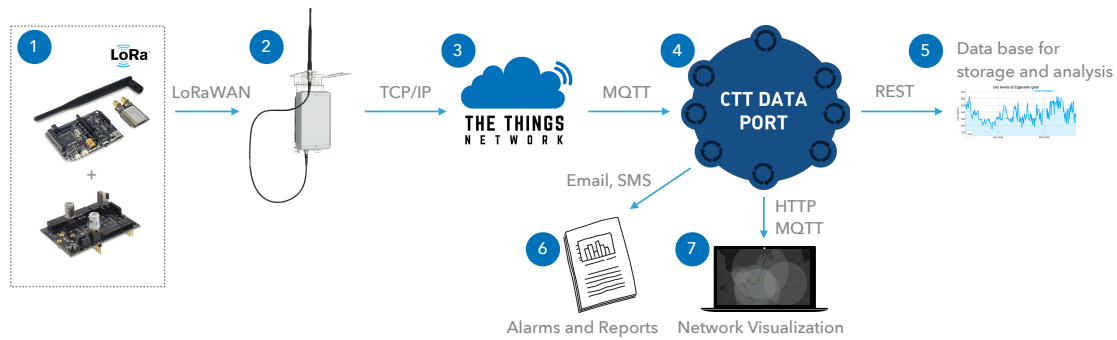 1
LoRa
+
LoRaWAN
2
TCP/IP
3
THE THINGS
NETWORK
MQTT
4
CTT DATA
PORT
REST
5
Data base for
storage and analysis
Email, SMS
HTTP
MQTT
6
7
Alarms and Reports
Network Visualization